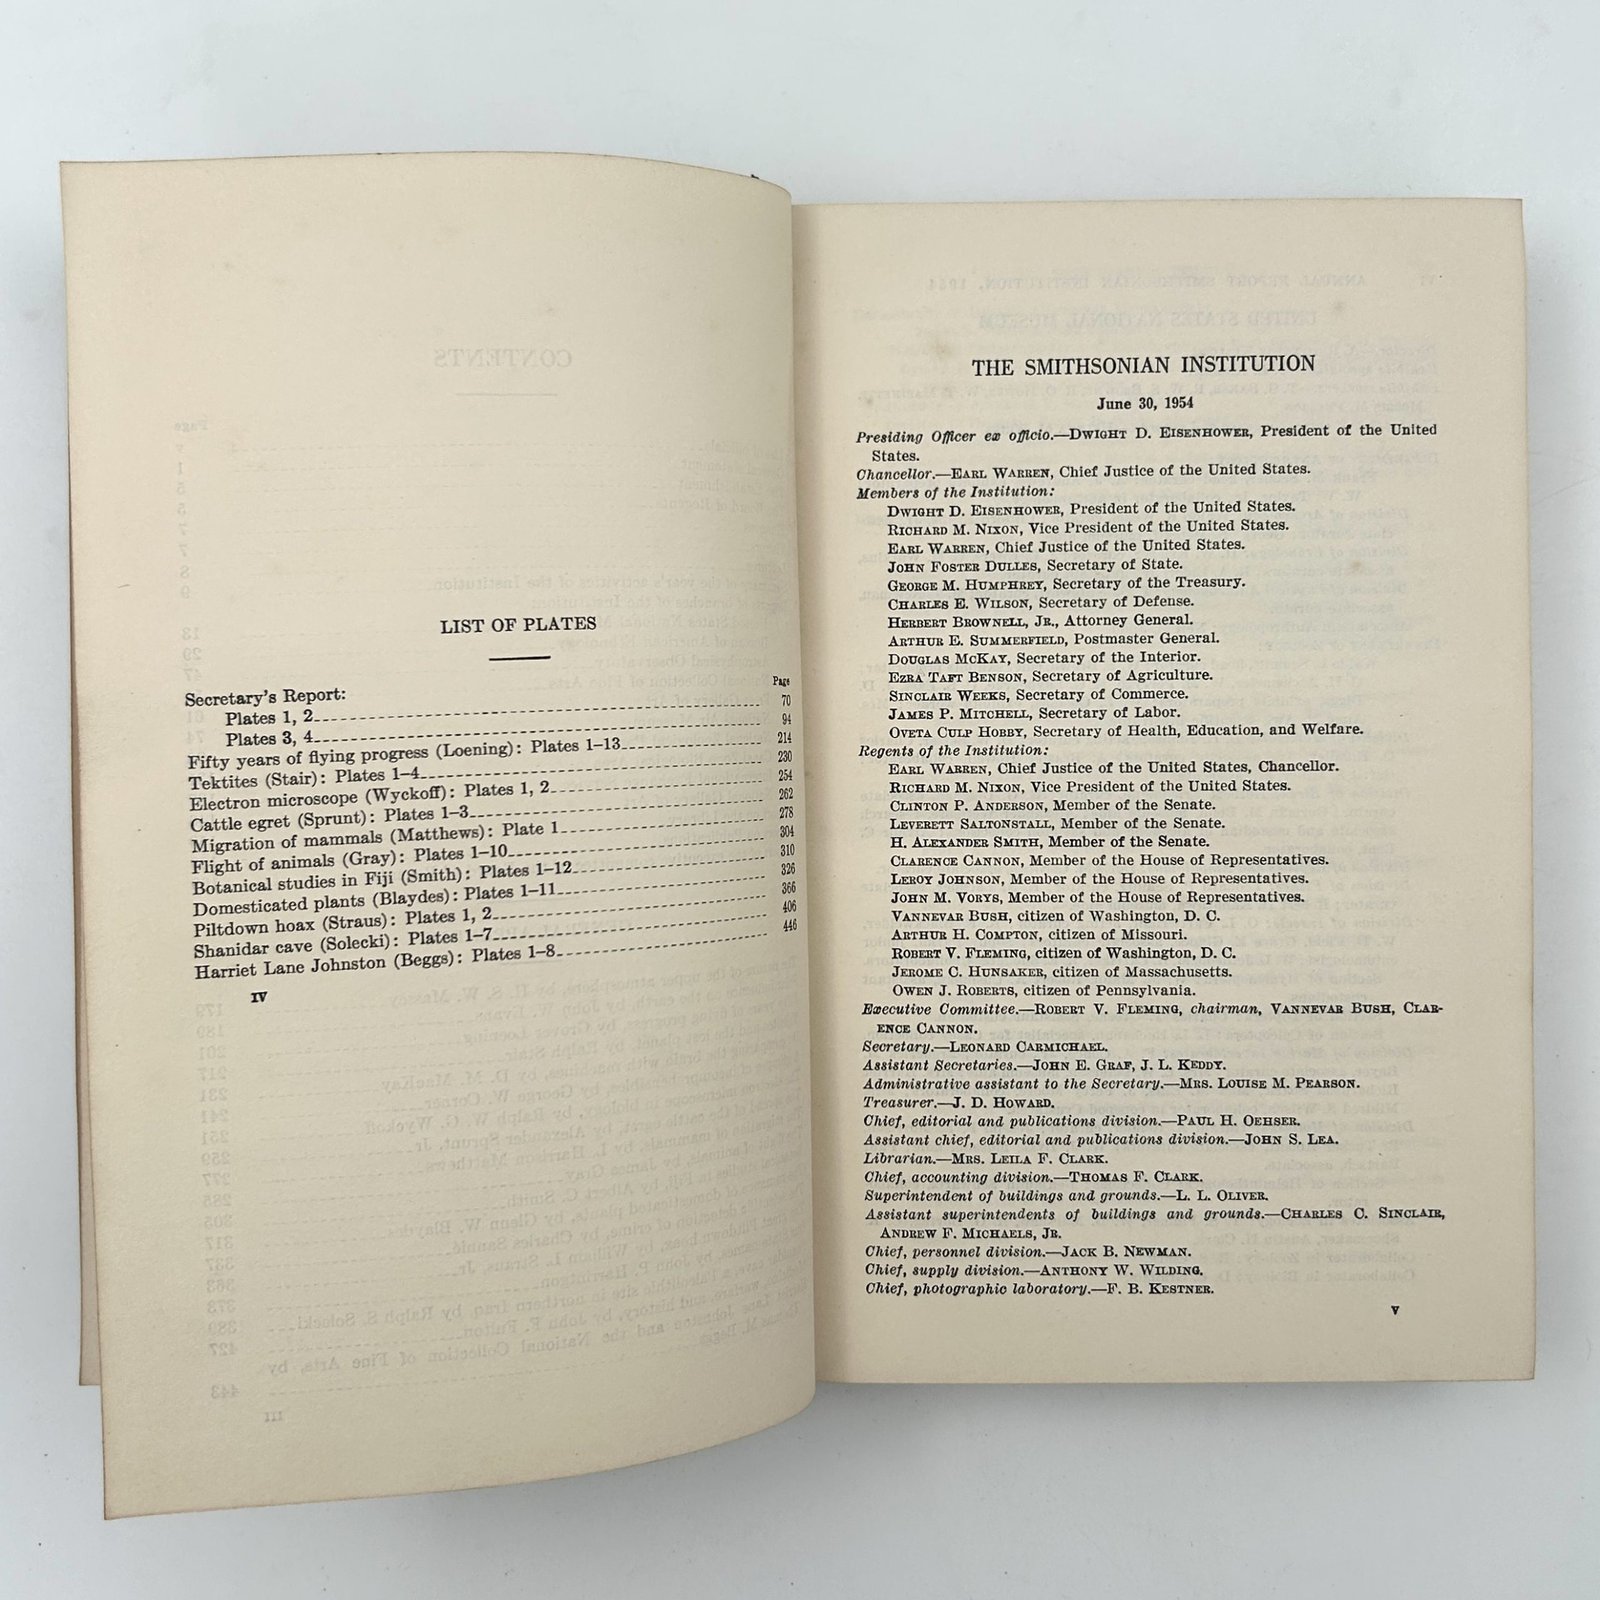 LIST OF PLATES
Page
Secretary's Report:
Plates 1, 2 70
Plates 3, 4 94
Fifty years of flying progress (Loening): Plates 1–13 214
Tektites (Stair): Plates 1–4 230
Electron microscope (Wyckoff): Plates 1, 2 254
Cattle egret (Sprunt): Plates 1–3 262
Migration of mammals (Matthews): Plate 1 278
Flight of animals (Gray): Plates 1–10 304
Botanical studies in Fiji (Smith): Plates 1–12 310
Domesticated plants (Blaydes): Plates 1–11 326
Piltdown hoax (Straus): Plates 1, 2 366
Shanidar cave (Solecki): Plates 1–7 406
Harriet Lane Johnston (Beggs): Plates 1–8 446
IV
THE SMITHSONIAN INSTITUTION
June 30, 1954
Presiding Officer ex officio.—DWIGHT D. EISENHOWER, President of the United
States.
Chancellor.—EARL WARREN, Chief Justice of the United States.
Members of the Institution:
DWIGHT D. EISENHOWER, President of the United States.
RICHARD M. NIXON, Vice President of the United States.
EARL WARREN, Chief Justice of the United States.
JOHN FOSTER DULLES, Secretary of State.
GEORGE M. HUMPHREY, Secretary of the Treasury.
CHARLES E. WILSON, Secretary of Defense.
HERBERT BROWNELL, JR., Attorney General.
ARTHUR E. SUMMERFIELD, Postmaster General.
DOUGLAS MCKAY, Secretary of the Interior.
EZRA TAFT BENSON, Secretary of Agriculture.
SINCLAIR WEEKS, Secretary of Commerce.
JAMES P. MITCHELL, Secretary of Labor.
OVETA CULP HOBBY, Secretary of Health, Education, and Welfare.
Regents of the Institution:
EARL WARREN, Chief Justice of the United States, Chancellor.
RICHARD M. NIXON, Vice President of the United States.
CLINTON P. ANDERSON, Member of the Senate.
LEVERETT SALTONSTALL, Member of the Senate.
H. ALEXANDER SMITH, Member of the Senate.
CLARENCE CANNON, Member of the House of Representatives.
LEROY JOHNSON, Member of the House of Representatives.
JOHN M. VORYS, Member of the House of Representatives.
VANNEVAR BUSH, citizen of Washington, D. C.
ARTHUR H. COMPTON, citizen of Missouri.
ROBERT V. FLEMING, citizen of Washington, D. C.
JEROME C. HUNSAKER, citizen of Massachusetts.
OWEN J. ROBERTS, citizen of Pennsylvania.
Executive Committee.—ROBERT V. FLEMING, chairman, VANNEVAR BUSH, CLAR-
ENCE CANNON.
Secretary.—LEONARD CARMICHAEL.
Assistant Secretaries.—JOHN E. GRAF, J. L. KEDDY.
Administrative assistant to the Secretary.—MRS. LOUISE M. PEARSON.
Treasurer.—J. D. HOWARD.
Chief, editorial and publications division.—PAUL H. OEHSER.
Assistant chief, editorial and publications division.—JOHN S. LEA.
Librarian.—MRS. LEILA F. CLARK.
Chief, accounting division.—THOMAS F. CLARK.
Superintendent of buildings and grounds.—L. L. OLIVER.
Assistant superintendents of buildings and grounds.—CHARLES C. SINCLAIR,
ANDREW F. MICHAELS, JR.
Chief, personnel division.—JACK B. NEWMAN.
Chief, supply division.—ANTHONY W. WILDING.
Chief, photographic laboratory.—F. B. KESTNER.
V